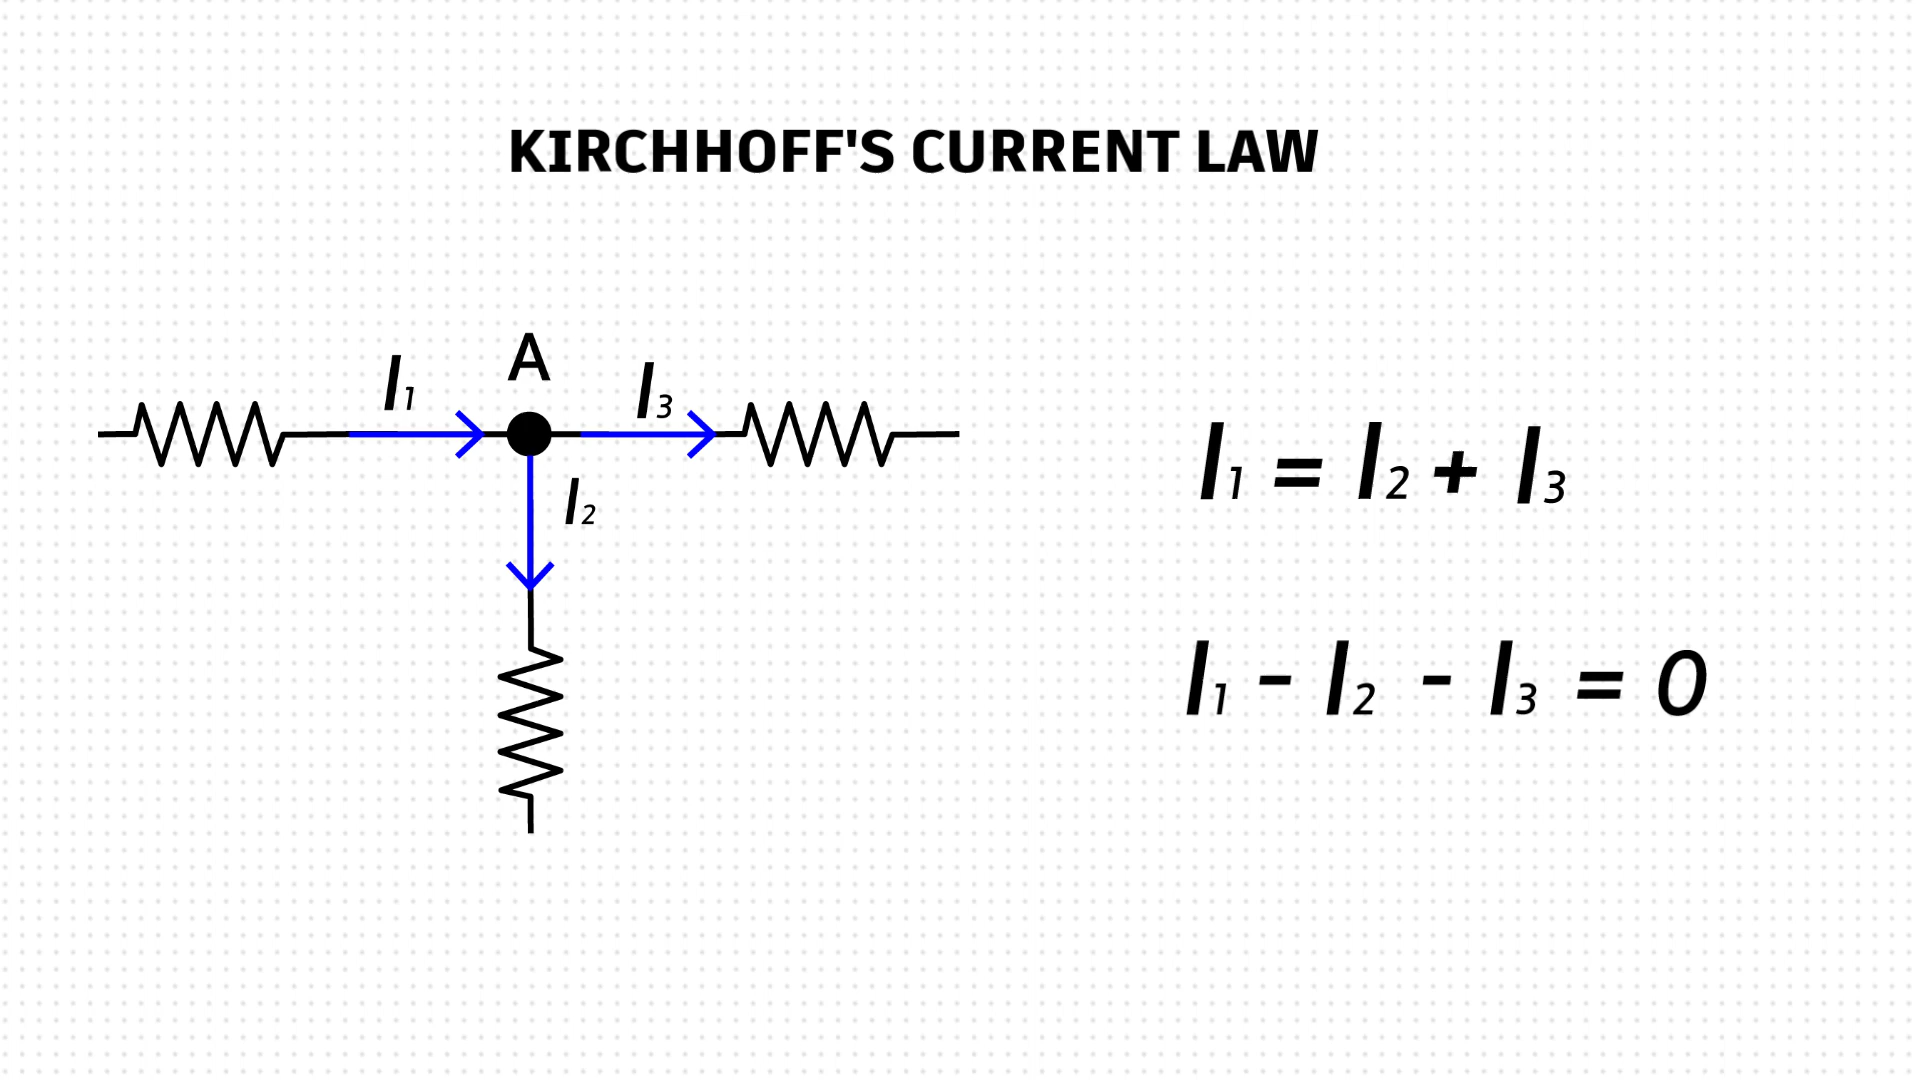 KIRCHHOFF'S CURRENT LAW
A
I₁
I₃
I₂
I₁ = I₂ + I₃
I₁ - I₂ - I₃ = 0